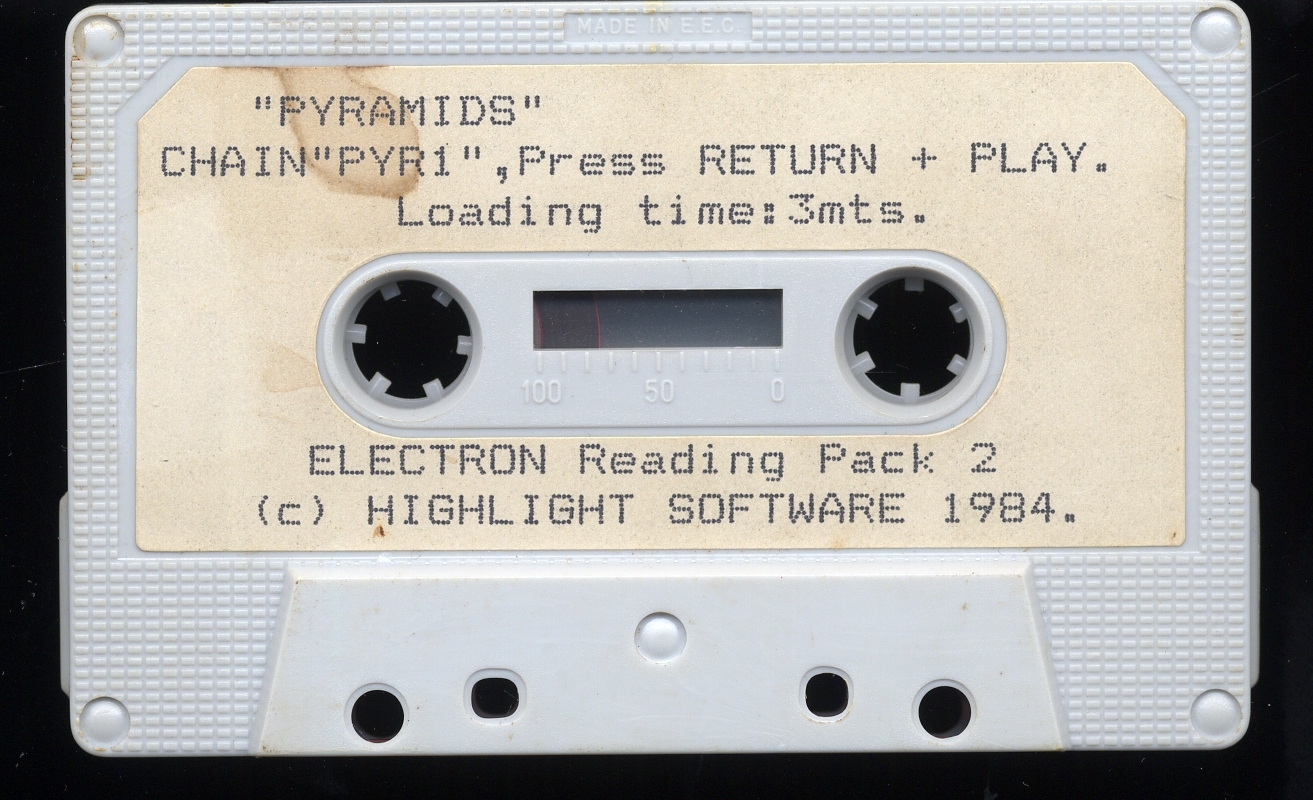 MADE IN E.E.C.
"PYRAMIDS"
CHAIN"PYR1",Press RETURN + PLAY.
Loading time:3mts.
100 50 0
ELECTRON Reading Pack 2
(c) HIGHLIGHT SOFTWARE 1984.